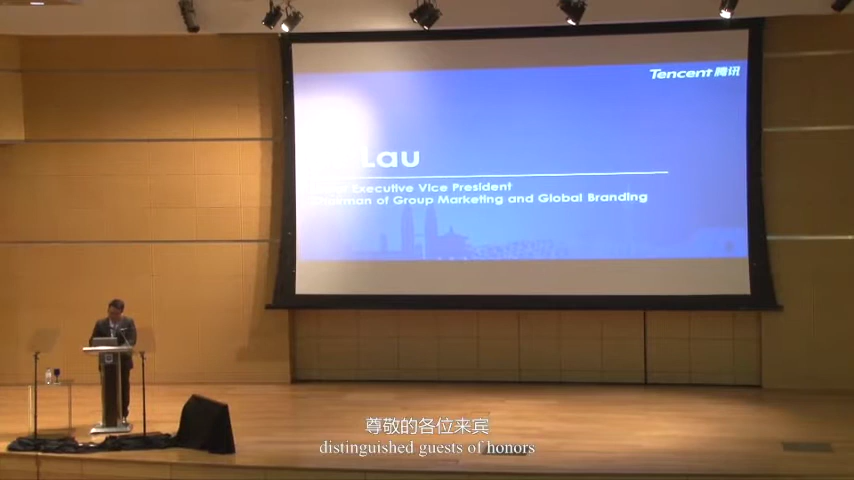 Tencent 腾讯
Lau
Executive Vice President
of Group Marketing and Global Branding
尊敬的各位来宾
distinguished guests of honors